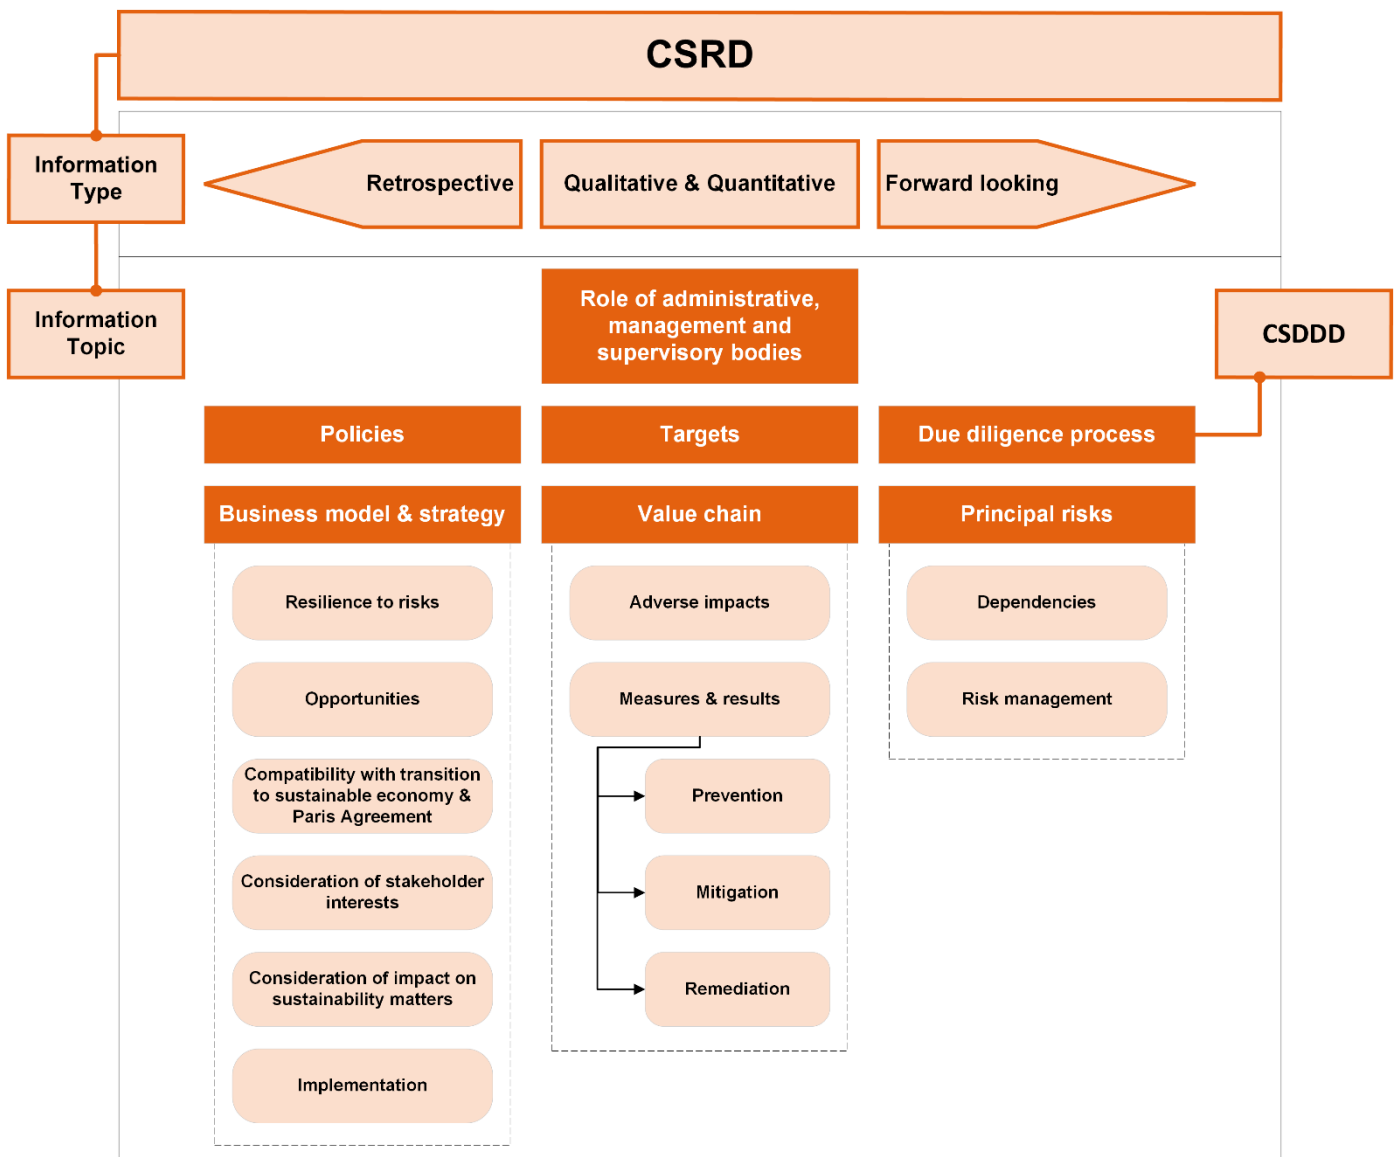 CSRD
Information
Type
Retrospective
Qualitative & Quantitative
Forward looking
Information
Topic
Role of administrative,
management and
supervisory bodies
CSDDD
Policies
Targets
Due diligence process
Business model & strategy
Value chain
Principal risks
Resilience to risks
Adverse impacts
Dependencies
Opportunities
Measures & results
Risk management
Compatibility with transition
to sustainable economy &
Paris Agreement
Prevention
Consideration of stakeholder
interests
Mitigation
Consideration of impact on
sustainability matters
Remediation
Implementation